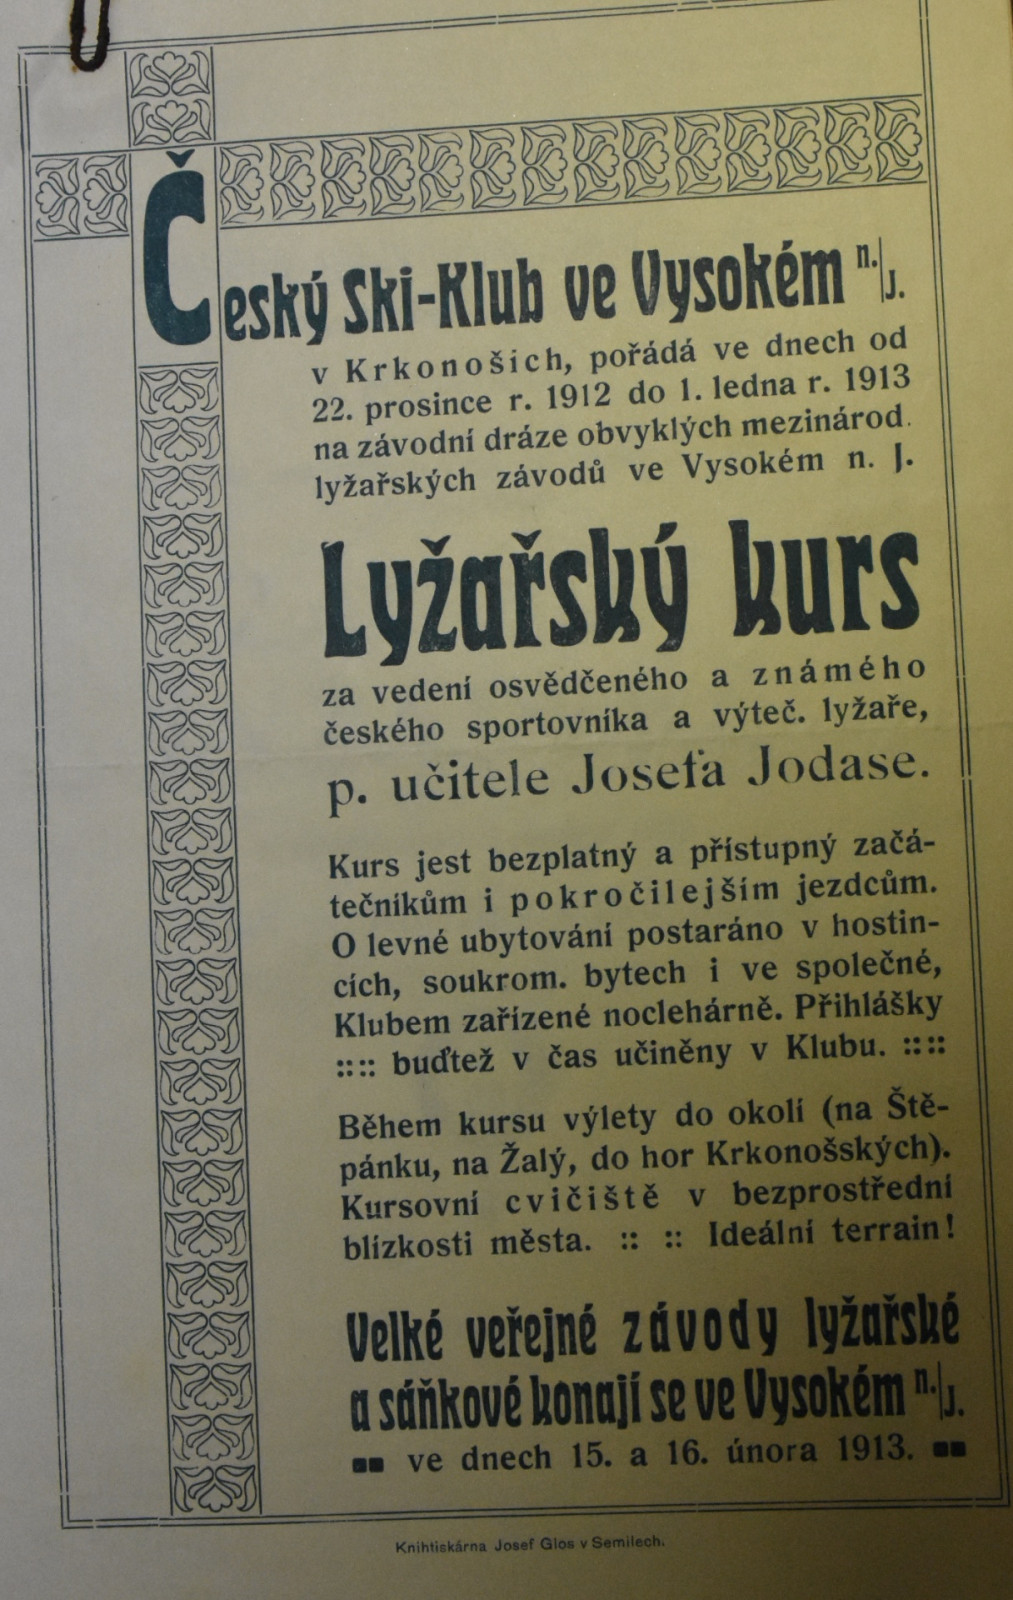 Český Ski-Klub ve Vysokém n./J.
v Krkonoších, pořádá ve dnech od
22. prosince r. 1912 do 1. ledna r. 1913
na závodní dráze obvyklých mezinárod.
lyžařských závodů ve Vysokém n. J.
Lyžařský kurs
za vedení osvědčeného a známého
českého sportovníka a výteč. lyžaře,
p. učitele Josefa Jodase.
Kurs jest bezplatný a přístupný začá-
tečníkům i pokročilejším jezdcům.
O levné ubytování postaráno v hostin-
cích, soukrom. bytech i ve společné,
Klubem zařízené noclehárně. Přihlášky
:::: buďtež v čas učiněny v Klubu. ::::
Během kursu výlety do okolí (na Ště-
pánku, na Žalý, do hor Krkonošských).
Kursovní cvičiště v bezprostřední
blízkosti města. :: :: Ideální terrain!
Velké veřejné závody lyžařské
a sáňkové konají se ve Vysokém n./J.
ve dnech 15. a 16. února 1913.
Knihtiskárna Josef Glos v Semilech.